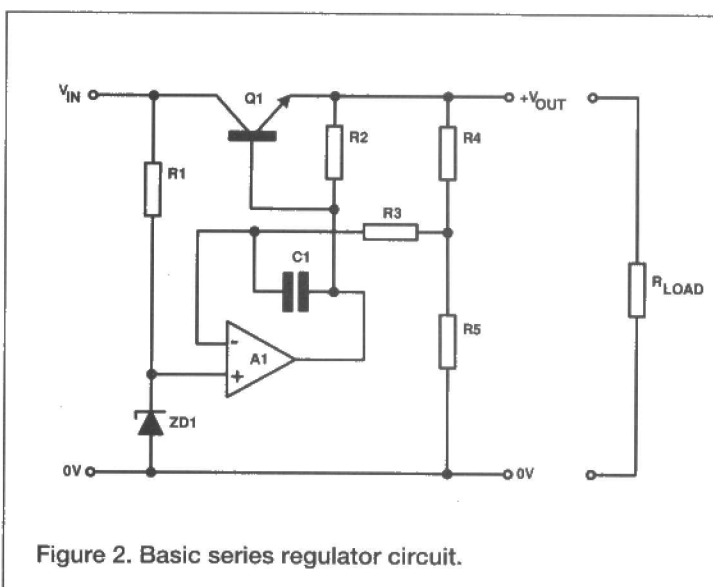 VIN
Q1
+VOUT
R2
R4
R1
R3
C1
RLOAD
-
A1
+
R5
ZD1
0V
0V
Figure 2. Basic series regulator circuit.